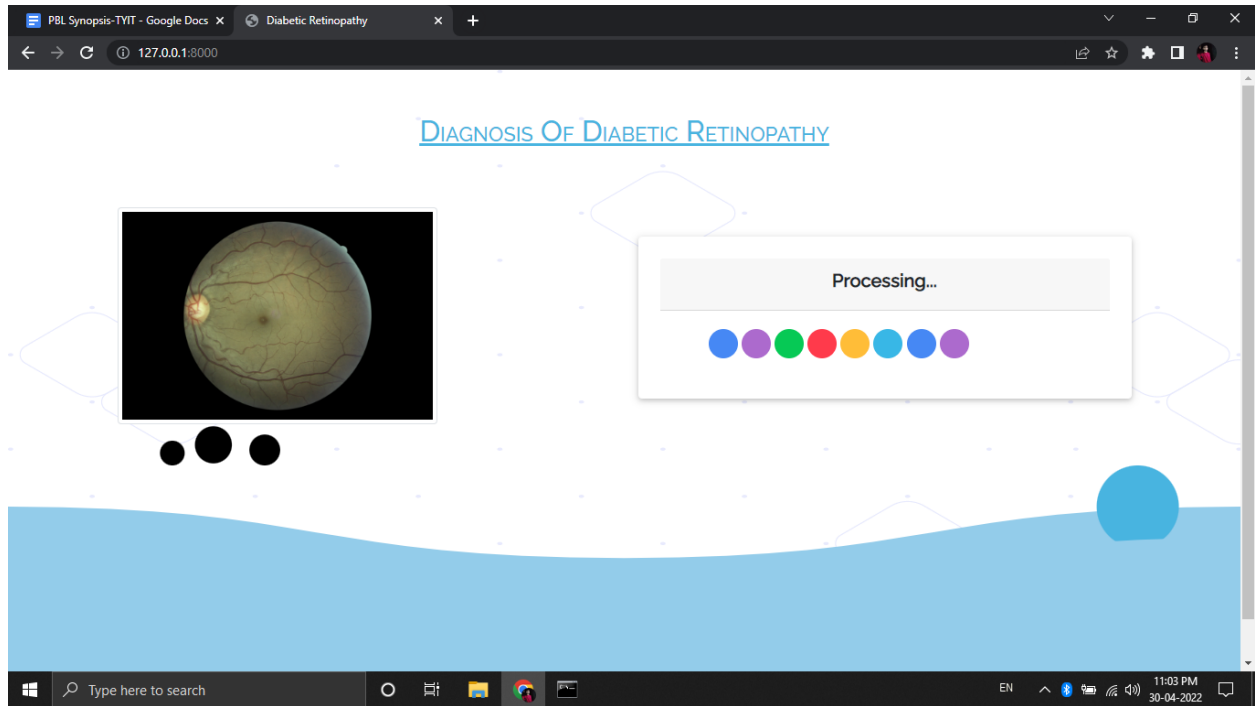 PBL Synopsis-TYIT - Google Docs
Diabetic Retinopathy
127.0.0.1:8000
Diagnosis Of Diabetic Retinopathy
Processing...
Type here to search
EN
11:03 PM
30-04-2022